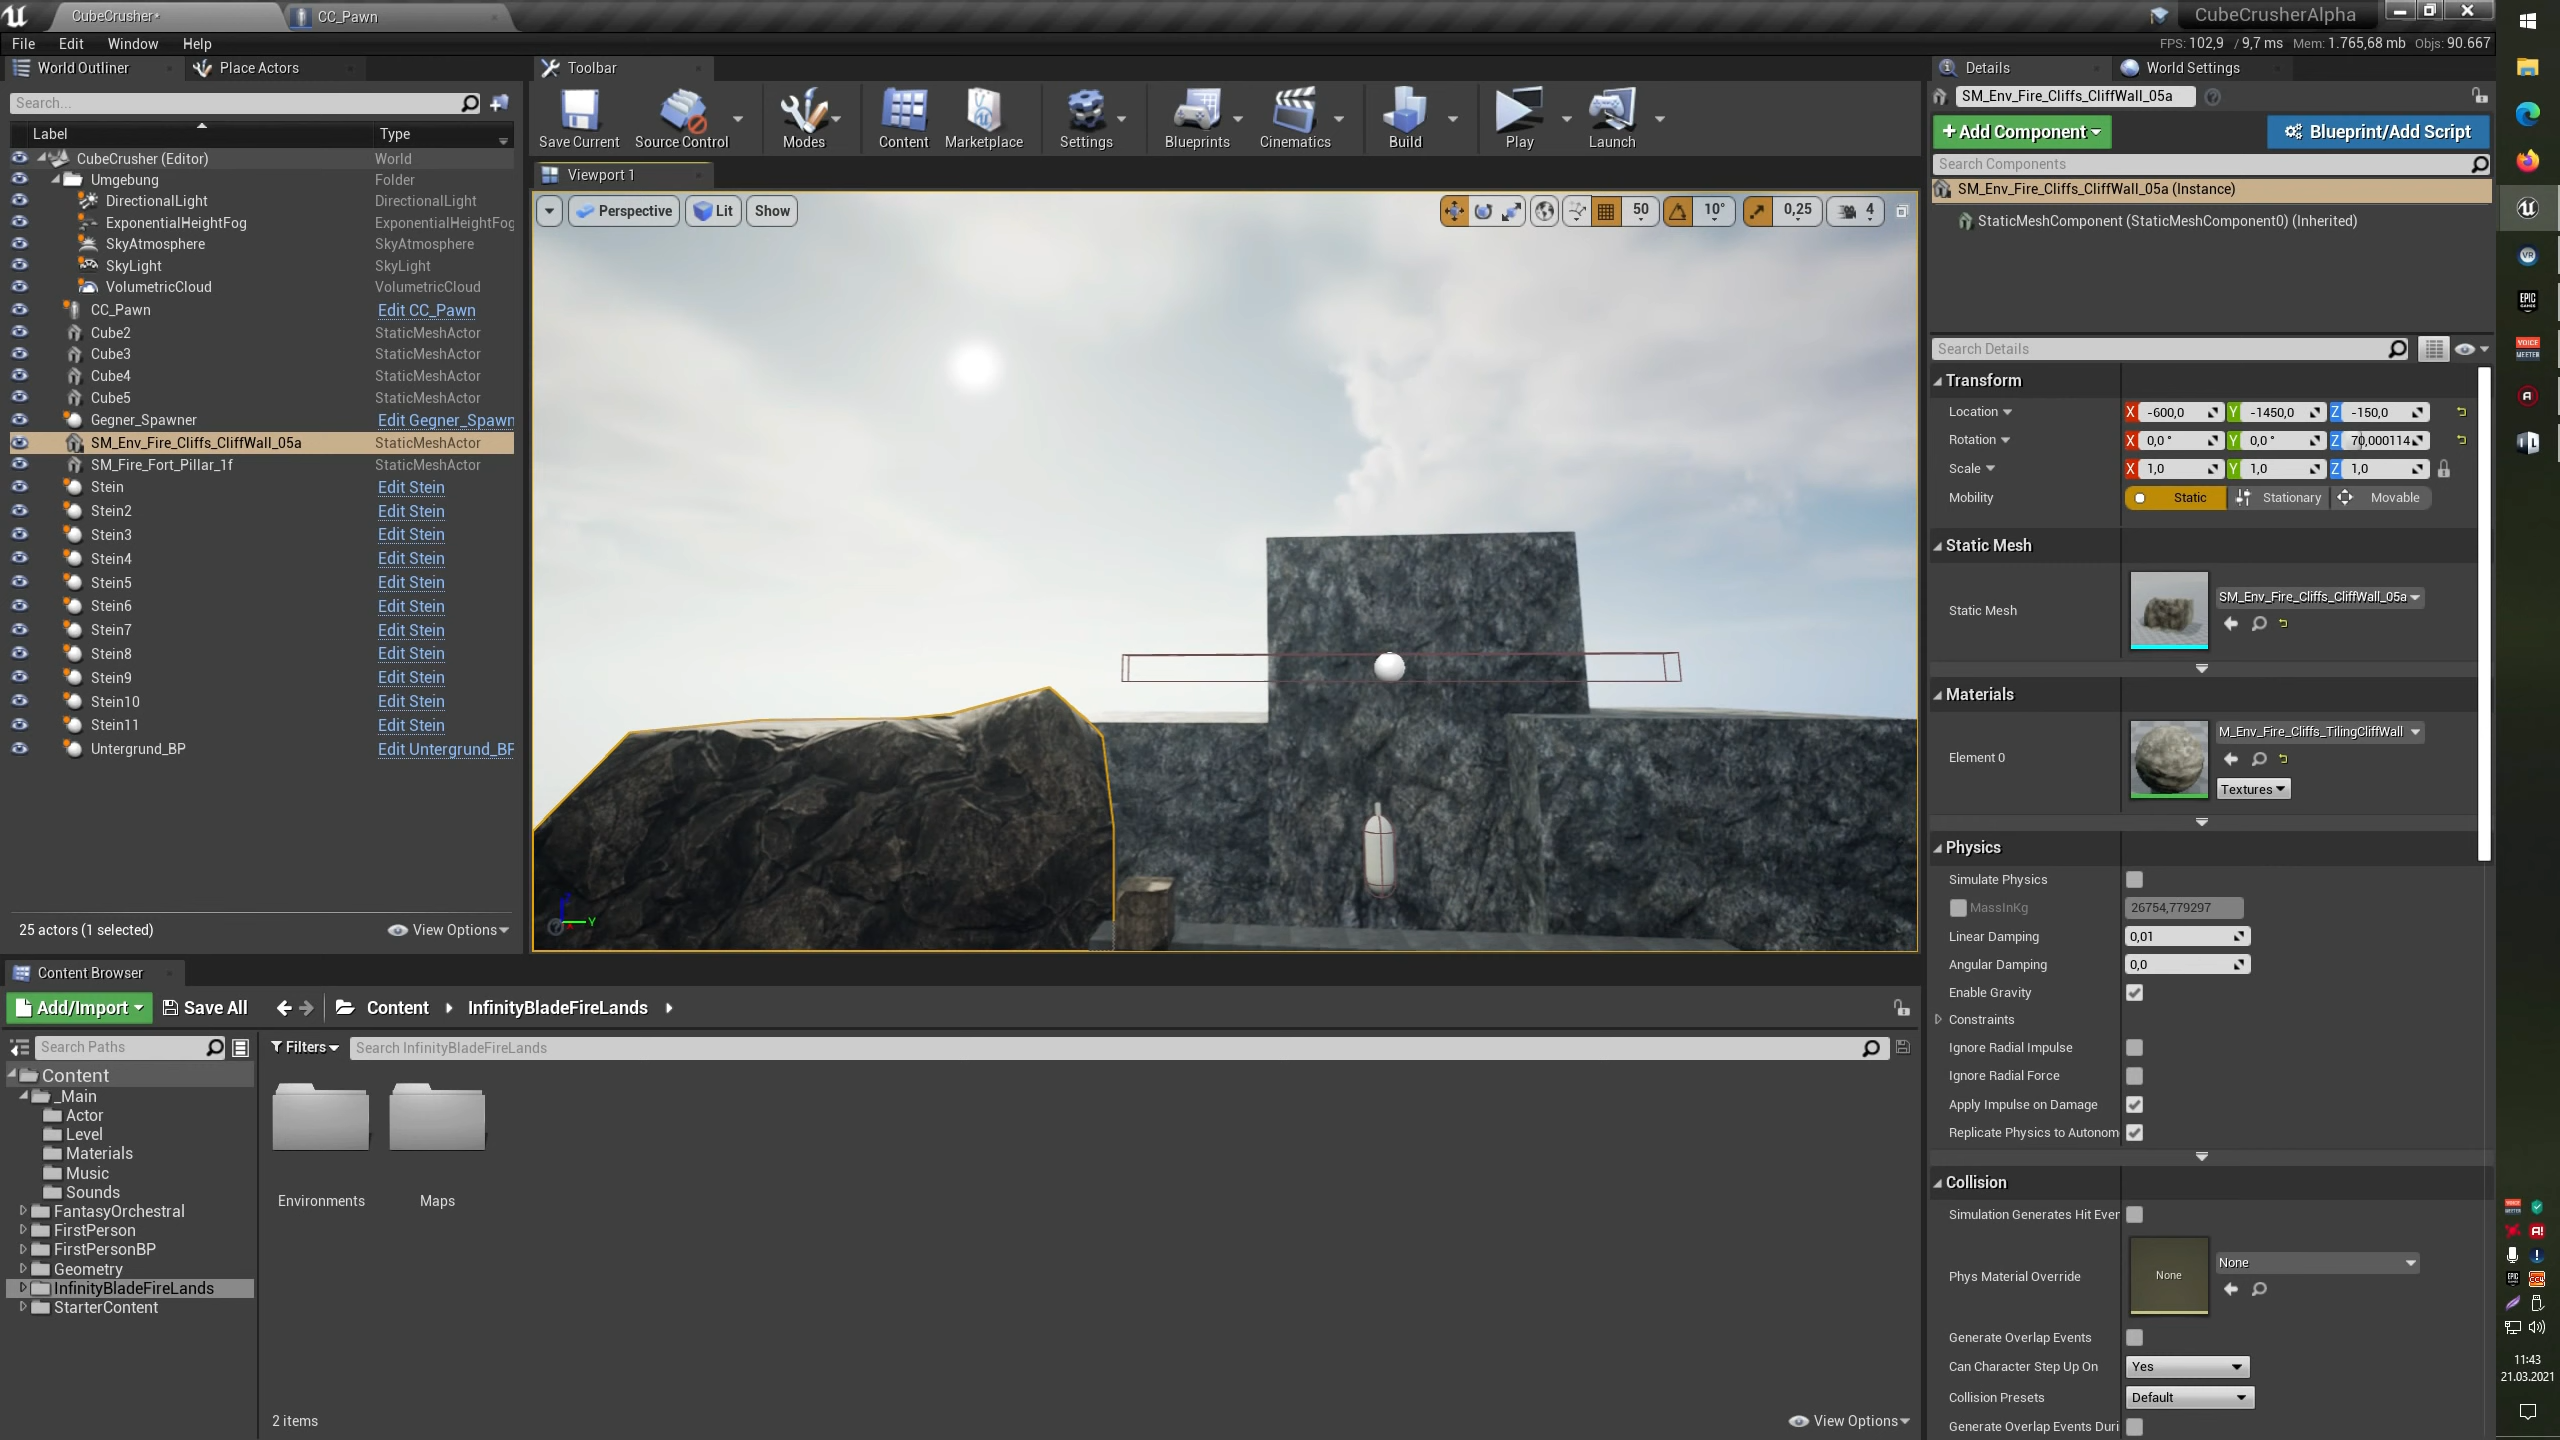 CubeCrusher*
CC_Pawn
CubeCrusherAlpha
File
Edit
Window
Help
FPS: 102,9 / 9,7 ms Mem: 1.765,68 mb Objs: 90.667
World Outliner
Place Actors
Search...
Label
Type
CubeCrusher (Editor) World
Umgebung Folder
DirectionalLight DirectionalLight
ExponentialHeightFog ExponentialHeightFog
SkyAtmosphere SkyAtmosphere
SkyLight SkyLight
VolumetricCloud VolumetricCloud
CC_Pawn Edit CC_Pawn
Cube2 StaticMeshActor
Cube3 StaticMeshActor
Cube4 StaticMeshActor
Cube5 StaticMeshActor
Gegner_Spawner Edit Gegner_Spawn
SM_Env_Fire_Cliffs_CliffWall_05a StaticMeshActor
SM_Fire_Fort_Pillar_1f StaticMeshActor
Stein Edit Stein
Stein2 Edit Stein
Stein3 Edit Stein
Stein4 Edit Stein
Stein5 Edit Stein
Stein6 Edit Stein
Stein7 Edit Stein
Stein8 Edit Stein
Stein9 Edit Stein
Stein10 Edit Stein
Stein11 Edit Stein
Untergrund_BP Edit Untergrund_BP
25 actors (1 selected)
View Options
Toolbar
Save Current
Source Control
Modes
Content
Marketplace
Settings
Blueprints
Cinematics
Build
Play
Launch
Viewport 1
Perspective
Lit
Show
50
10°
0,25
4
Y
Details
World Settings
SM_Env_Fire_Cliffs_CliffWall_05a
+Add Component
Blueprint/Add Script
Search Components
SM_Env_Fire_Cliffs_CliffWall_05a (Instance)
StaticMeshComponent (StaticMeshComponent0) (Inherited)
Search Details
Transform
Location X -600,0 Y -1450,0 Z -150,0
Rotation X 0,0 ° Y 0,0 ° Z 70,000114
Scale X 1,0 Y 1,0 Z 1,0
Mobility Static Stationary Movable
Static Mesh
Static Mesh
SM_Env_Fire_Cliffs_CliffWall_05a
Materials
Element 0
M_Env_Fire_Cliffs_TilingCliffWall
Textures
Physics
Simulate Physics
MassInKg 26754,779297
Linear Damping 0,01
Angular Damping 0,0
Enable Gravity
Constraints
Ignore Radial Impulse
Ignore Radial Force
Apply Impulse on Damage
Replicate Physics to Autonom
Collision
Simulation Generates Hit Ever
Phys Material Override
None
None
Generate Overlap Events
Can Character Step Up On Yes
Collision Presets Default
Generate Overlap Events Duri
Content Browser
Add/Import
Save All
Content
InfinityBladeFireLands
Search Paths
Filters
Search InfinityBladeFireLands
Content
_Main
Actor
Level
Materials
Music
Sounds
FantasyOrchestral
FirstPerson
FirstPersonBP
Geometry
InfinityBladeFireLands
StarterContent
Environments
Maps
2 items
View Options
VR
EPIC
GAMES
VOICE
MEETER
11:43
21.03.2021